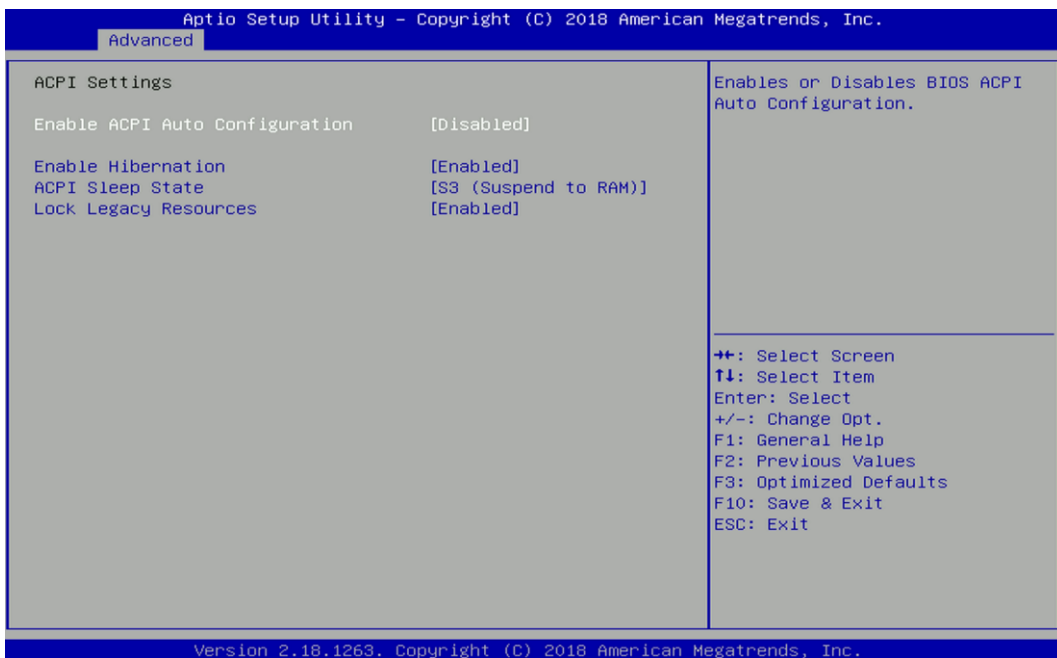 Aptio Setup Utility – Copyright (C) 2018 American Megatrends, Inc.
Advanced
ACPI Settings
Enable ACPI Auto Configuration [Disabled]
Enable Hibernation [Enabled]
ACPI Sleep State [S3 (Suspend to RAM)]
Lock Legacy Resources [Enabled]
Enables or Disables BIOS ACPI
Auto Configuration.
→←: Select Screen
↑↓: Select Item
Enter: Select
+/-: Change Opt.
F1: General Help
F2: Previous Values
F3: Optimized Defaults
F10: Save & Exit
ESC: Exit
Version 2.18.1263. Copyright (C) 2018 American Megatrends, Inc.